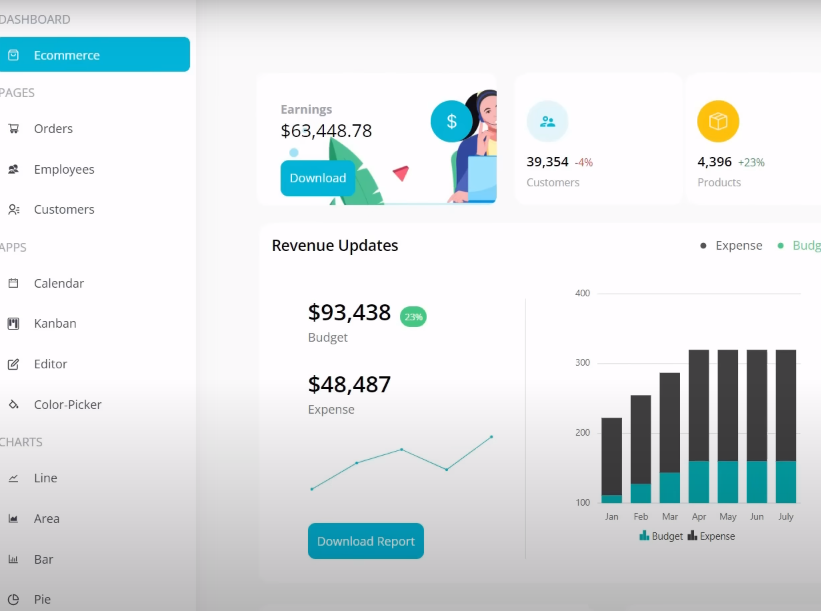 DASHBOARD
Ecommerce
PAGES
Orders
Employees
Customers
APPS
Calendar
Kanban
Editor
Color-Picker
CHARTS
Line
Area
Bar
Pie
Earnings
$63,448.78
Download
$
39,354 -4%
Customers
4,396 +23%
Products
Revenue Updates
Expense
Budg
$93,438 23%
Budget
$48,487
Expense
Download Report
400
300
200
100
Jan Feb Mar Apr May Jun July
Budget Expense